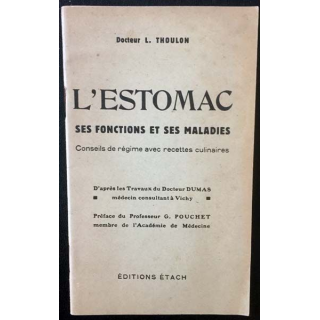 Docteur L. THOULON
L'ESTOMAC
SES FONCTIONS ET SES MALADIES
Conseils de régime avec recettes culinaires
D'après les Travaux du Docteur DUMAS
médecin consultant à Vichy
Préface du Professeur G. POUCHET
membre de l'Académie de Médecine
ÉDITIONS ÉTACH